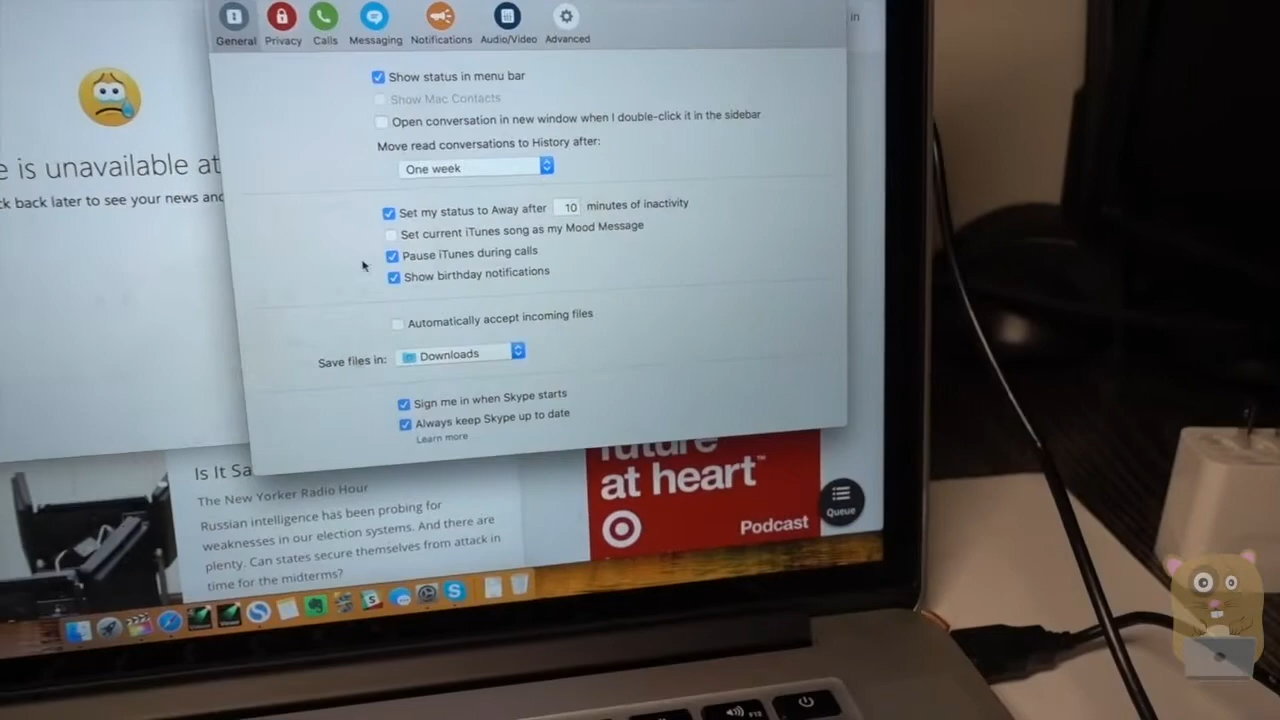 General Privacy Calls Messaging Notifications Audio/Video Advanced
in
Show status in menu bar
Show Mac Contacts
Open conversation in new window when I double-click it in the sidebar
Move read conversations to History after:
One week
Set my status to Away after 10 minutes of inactivity
Set current iTunes song as my Mood Message
Pause iTunes during calls
Show birthday notifications
Automatically accept incoming files
Save files in: Downloads
Sign me in when Skype starts
Always keep Skype up to date
Learn more
is unavailable at
back later to see your news and
Is It Sa
The New Yorker Radio Hour
Russian intelligence has been probing for
weaknesses in our election systems. And there are
plenty. Can states secure themselves from attack in
time for the midterms?
future
at heart™
Podcast
Queue
F12